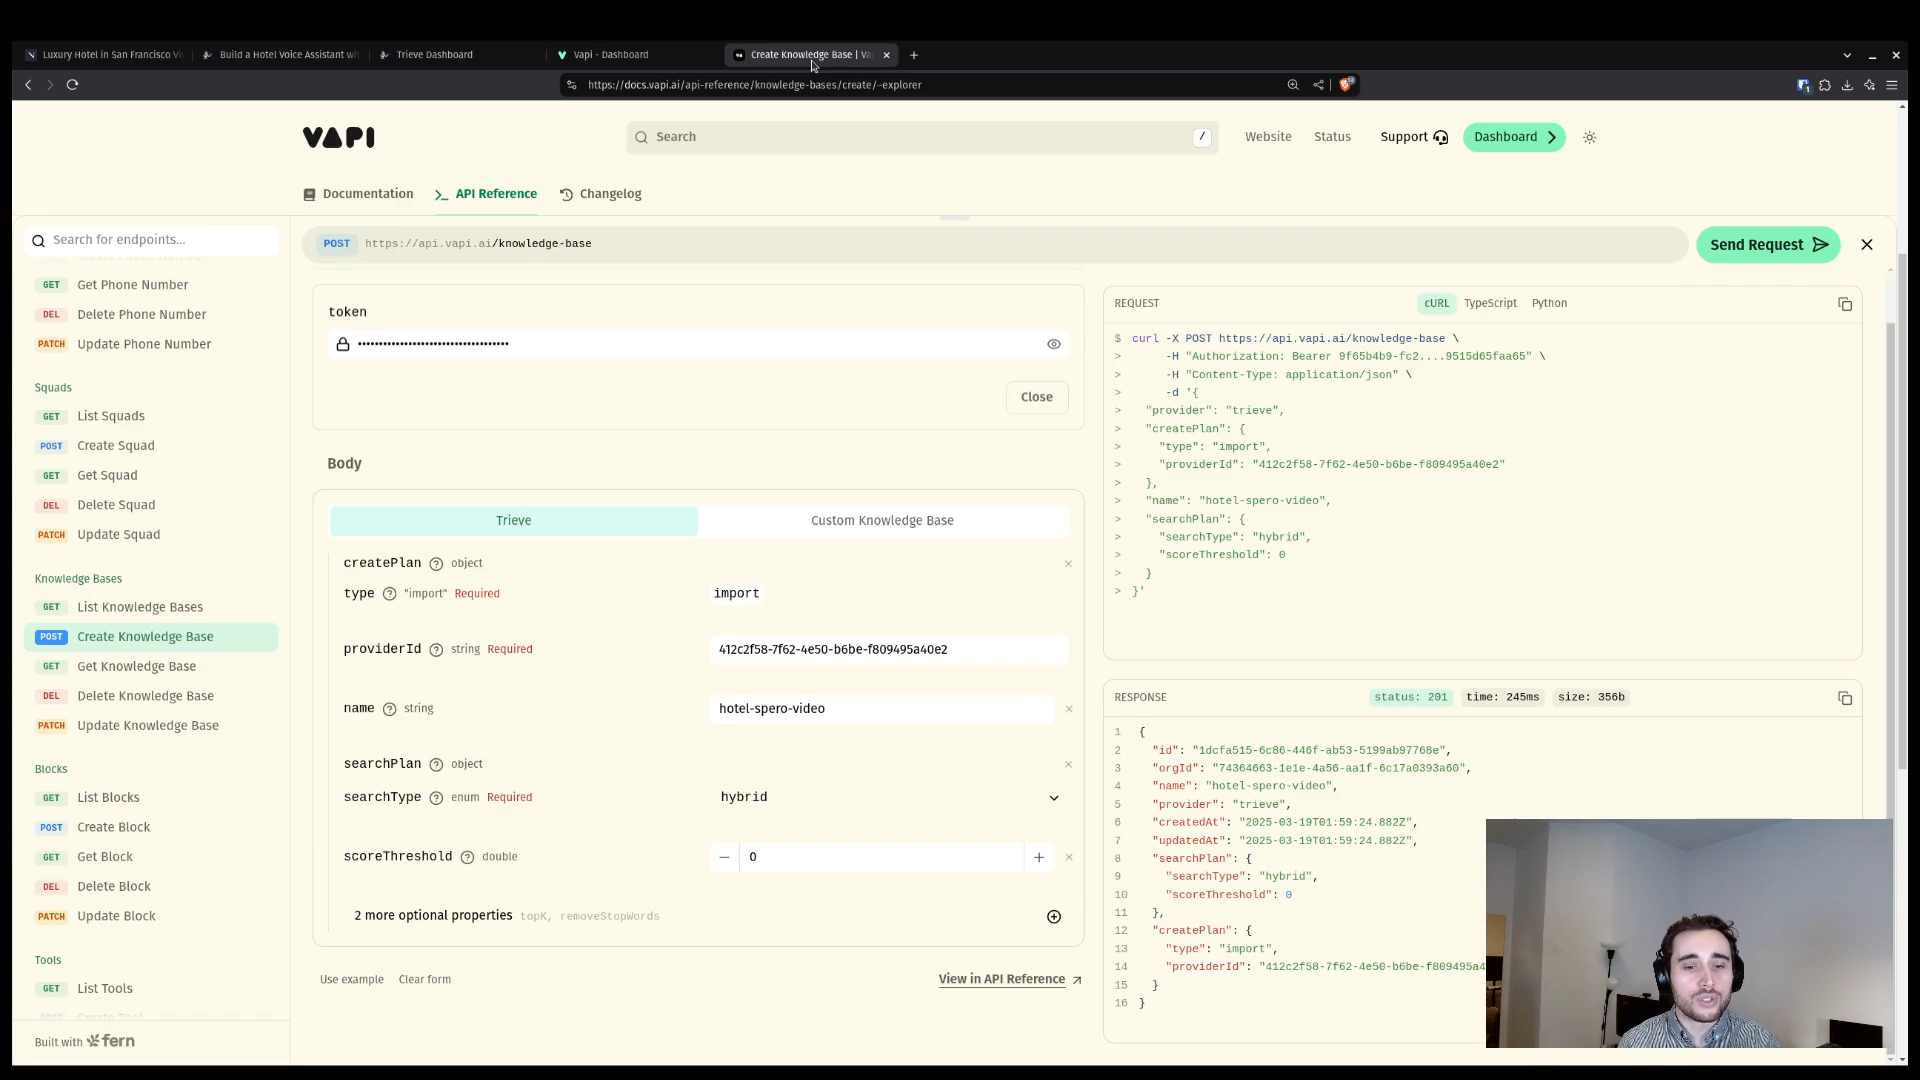 Luxury Hotel in San Francisco
Build a Hotel Voice Assistant wit
Trieve Dashboard
Vapi - Dashboard
Create Knowledge Base | Va
https://docs.vapi.ai/api-reference/knowledge-bases/create/~explorer
VAPI
Search
/
Website
Status
Support
Dashboard
Documentation
API Reference
Changelog
Search for endpoints...
GET Get Phone Number
DEL Delete Phone Number
PATCH Update Phone Number
Squads
GET List Squads
POST Create Squad
GET Get Squad
DEL Delete Squad
PATCH Update Squad
Knowledge Bases
GET List Knowledge Bases
POST Create Knowledge Base
GET Get Knowledge Base
DEL Delete Knowledge Base
PATCH Update Knowledge Base
Blocks
GET List Blocks
POST Create Block
GET Get Block
DEL Delete Block
PATCH Update Block
Tools
GET List Tools
Built with fern
POST https://api.vapi.ai/knowledge-base
Send Request
token
•••••••••••••••••••••••••••••••••••• 
Close
Body
Trieve
Custom Knowledge Base
createPlan object
type "import" Required import
providerId string Required 412c2f58-7f62-4e50-b6be-f809495a40e2
name string hotel-spero-video
searchPlan object
searchType enum Required hybrid
scoreThreshold double 0
2 more optional properties topK, removeStopWords
Use example
Clear form
View in API Reference
REQUEST
cURL
TypeScript
Python
$ curl -X POST https://api.vapi.ai/knowledge-base \
> -H "Authorization: Bearer 9f65b4b9-fc2....9515d65faa65" \
> -H "Content-Type: application/json" \
> -d '{
> "provider": "trieve",
> "createPlan": {
> "type": "import",
> "providerId": "412c2f58-7f62-4e50-b6be-f809495a40e2"
> },
> "name": "hotel-spero-video",
> "searchPlan": {
> "searchType": "hybrid",
> "scoreThreshold": 0
> }
> }'
RESPONSE
status: 201
time: 245ms
size: 356b
1 {
2 "id": "1dcfa515-6c86-446f-ab53-5199ab97768e",
3 "orgId": "74364663-1e1e-4a56-aa1f-6c17a0393a60",
4 "name": "hotel-spero-video",
5 "provider": "trieve",
6 "createdAt": "2025-03-19T01:59:24.882Z",
7 "updatedAt": "2025-03-19T01:59:24.882Z",
8 "searchPlan": {
9 "searchType": "hybrid",
10 "scoreThreshold": 0
11 },
12 "createPlan": {
13 "type": "import",
14 "providerId": "412c2f58-7f62-4e50-b6be-f809495a4
15 }
16 }